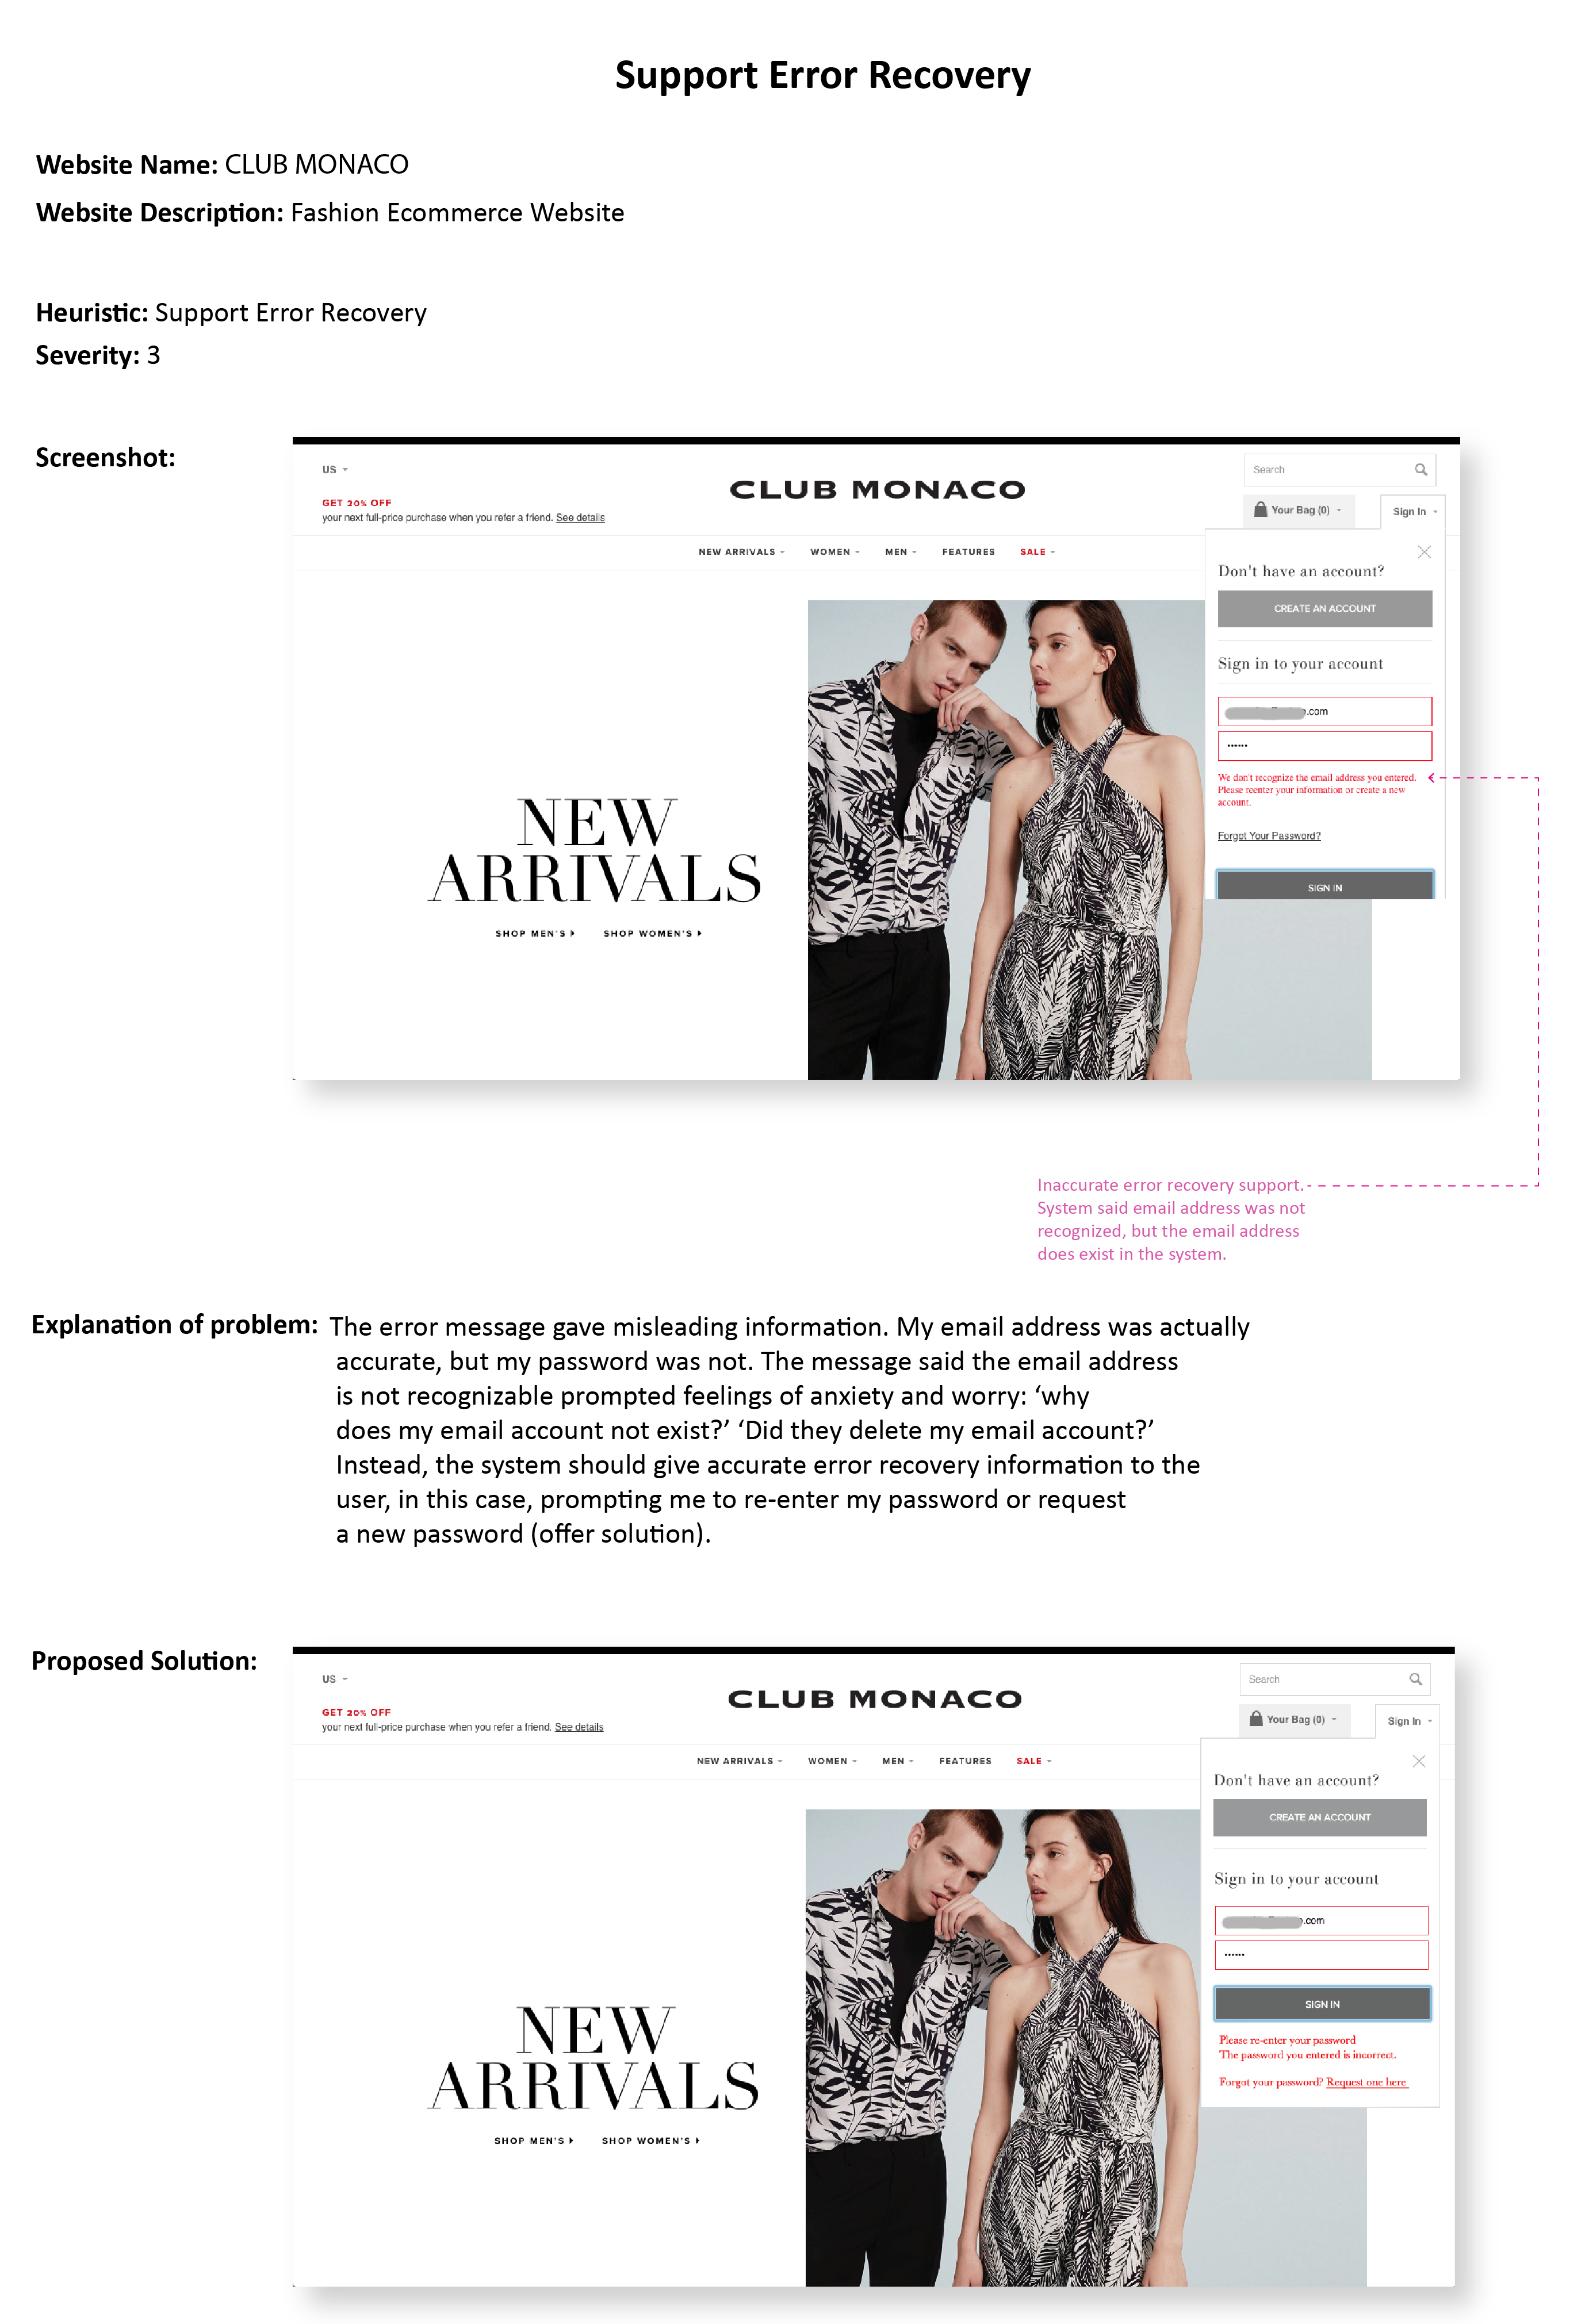 Support Error Recovery
Website Name: CLUB MONACO
Website Description: Fashion Ecommerce Website
Heuristic: Support Error Recovery
Severity: 3
Screenshot:
US
GET 20% OFF
your next full-price purchase when you refer a friend. See details
CLUB MONACO
Search
Your Bag (0)
Sign In
NEW ARRIVALS WOMEN MEN FEATURES SALE
Don't have an account?
CREATE AN ACCOUNT
Sign in to your account
.com
••••••
We don't recognize the email address you entered.
Please reenter your information or create a new
account.
Forgot Your Password?
SIGN IN
NEW
ARRIVALS
SHOP MEN'S SHOP WOMEN'S
Inaccurate error recovery support.
System said email address was not
recognized, but the email address
does exist in the system.
Explanation of problem: The error message gave misleading information. My email address was actually
accurate, but my password was not. The message said the email address
is not recognizable prompted feelings of anxiety and worry: ‘why
does my email account not exist?’ ‘Did they delete my email account?’
Instead, the system should give accurate error recovery information to the
user, in this case, prompting me to re-enter my password or request
a new password (offer solution).
Proposed Solution:
US
GET 20% OFF
your next full-price purchase when you refer a friend. See details
CLUB MONACO
Search
Your Bag (0)
Sign In
NEW ARRIVALS WOMEN MEN FEATURES SALE
Don't have an account?
CREATE AN ACCOUNT
Sign in to your account
.com
••••••
SIGN IN
Please re-enter your password
The password you entered is incorrect.
Forgot your password? Request one here
NEW
ARRIVALS
SHOP MEN'S SHOP WOMEN'S